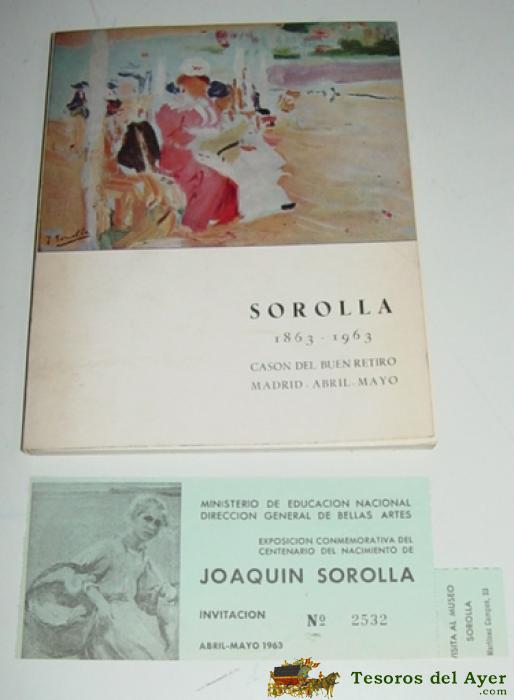 J. Sorolla
SOROLLA
1863 - 1963
CASON DEL BUEN RETIRO
MADRID - ABRIL - MAYO
MINISTERIO DE EDUCACION NACIONAL
DIRECCION GENERAL DE BELLAS ARTES
EXPOSICION CONMEMORATIVA DEL
CENTENARIO DEL NACIMIENTO DE
JOAQUIN SOROLLA
INVITACION Nº 2532
ABRIL-MAYO 1963
VISITA AL MUSEO
SOROLLA
Martínez Campos, 33
Tesoros del Ayer
.com